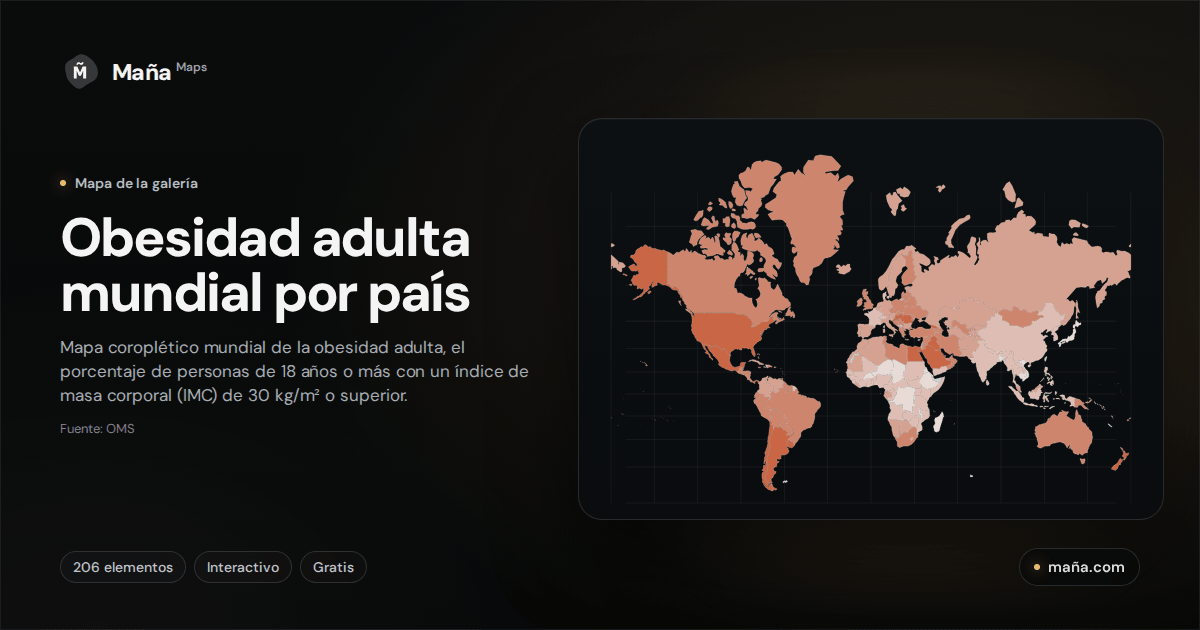 M̃
Maña Maps
Mapa de la galería
Obesidad adulta
mundial por país
Mapa coroplético mundial de la obesidad adulta, el
porcentaje de personas de 18 años o más con un índice de
masa corporal (IMC) de 30 kg/m² o superior.
Fuente: OMS
206 elementos
Interactivo
Gratis
maña.com